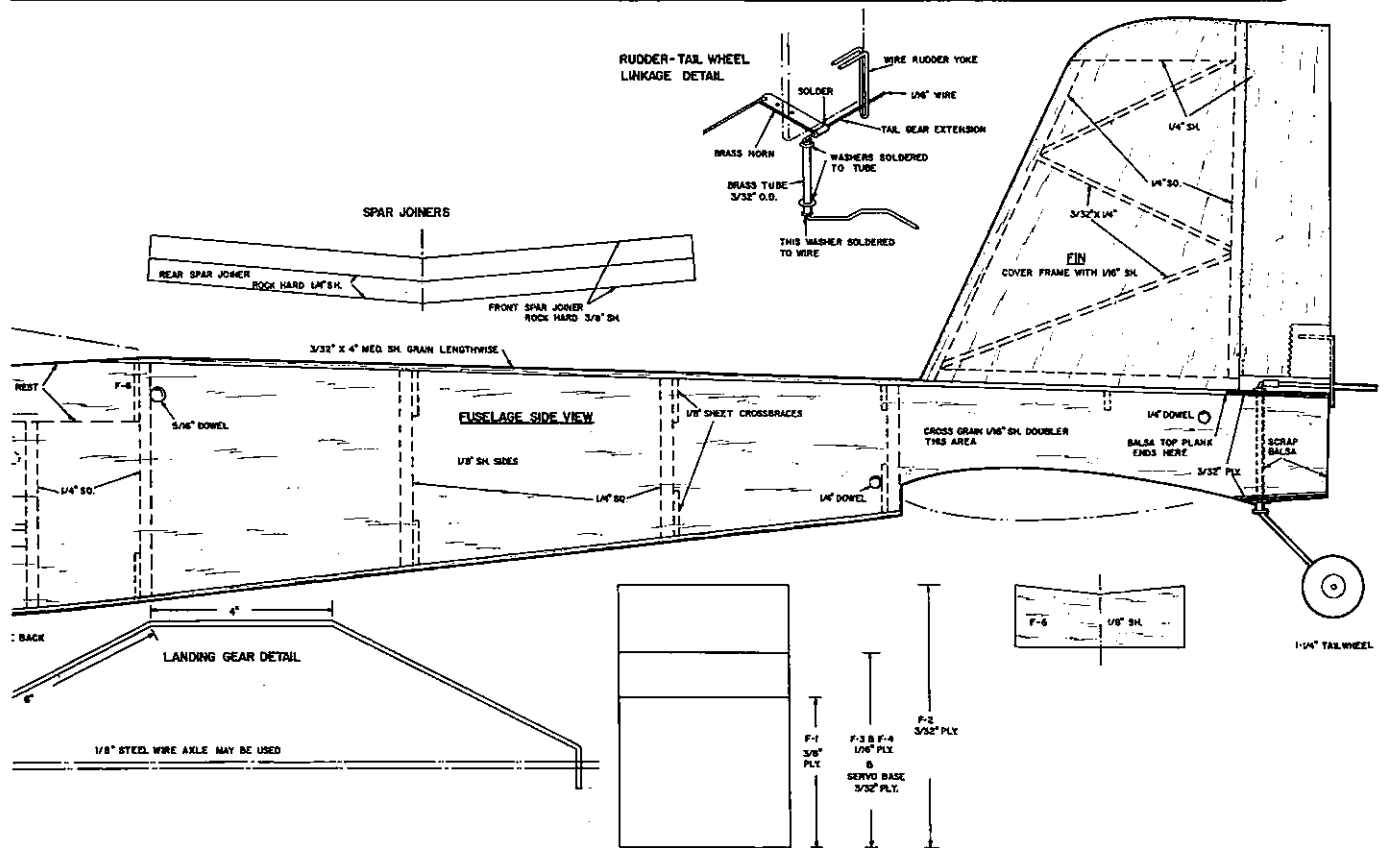 RUDDER-TAIL WHEEL
LINKAGE DETAIL
WIRE RUDDER YOKE
SOLDER
1/16" WIRE
TAIL GEAR EXTENSION
BRASS HORN
WASHERS SOLDERED
TO TUBE
BRASS TUBE
3/32" O.D.
THIS WASHER SOLDERED
TO WIRE
1/4" SH.
1/4" SQ.
3/32" X 1/4"
FIN
COVER FRAME WITH 1/16" SH.
SPAR JOINERS
REAR SPAR JOINER
ROCK HARD 1/4" SH.
FRONT SPAR JOINER
ROCK HARD 3/8" SH.
3/32" X 4" MED. SH. GRAIN LENGTHWISE
REST
F-6
5/16" DOWEL
FUSELAGE SIDE VIEW
1/8" SHEET CROSSBRACES
1/8" SH. SIDES
1/4" SQ.
1/4" SQ.
1/4" DOWEL
CROSS GRAIN 1/16" SH. DOUBLER
THIS AREA
1/4" DOWEL
BALSA TOP PLANK
ENDS HERE
3/32" PLY.
SCRAP
BALSA
1-1/4" TAILWHEEL
BACK
4"
6"
LANDING GEAR DETAIL
1/8" STEEL WIRE AXLE MAY BE USED
F-1
3/8"
PLY.
F-3 & F-4
1/16" PLY.
&
SERVO BASE
3/32" PLY.
F-2
3/32" PLY.
F-6
1/8" SH.